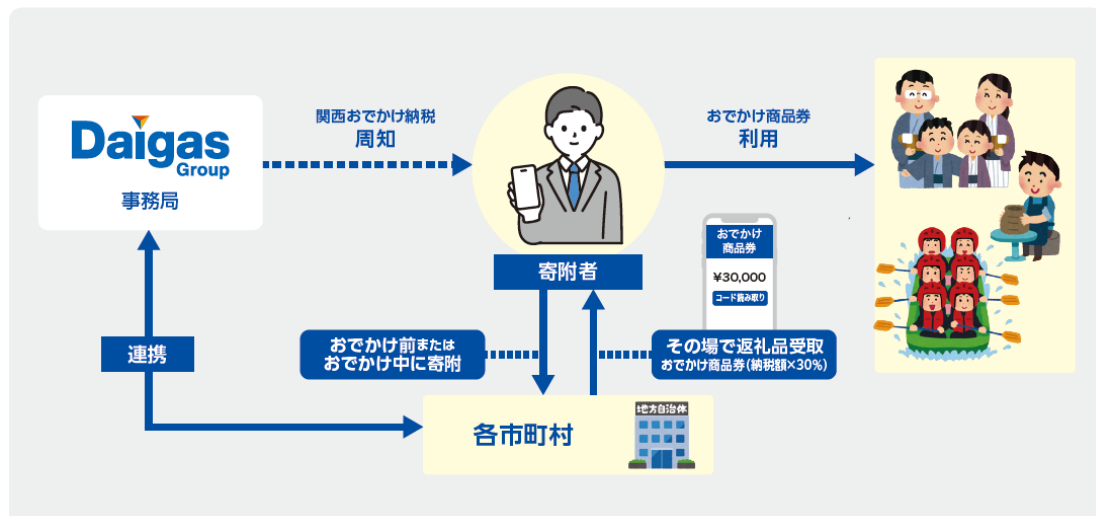 Daigas
Group
事務局
関西おでかけ納税
周知
おでかけ商品券
利用
寄附者
おでかけ
商品券
¥30,000
コード読み取り
連携
おでかけ前または
おでかけ中に寄附
その場で返礼品受取
おでかけ商品券(納税額×30%)
各市町村
地方自治体